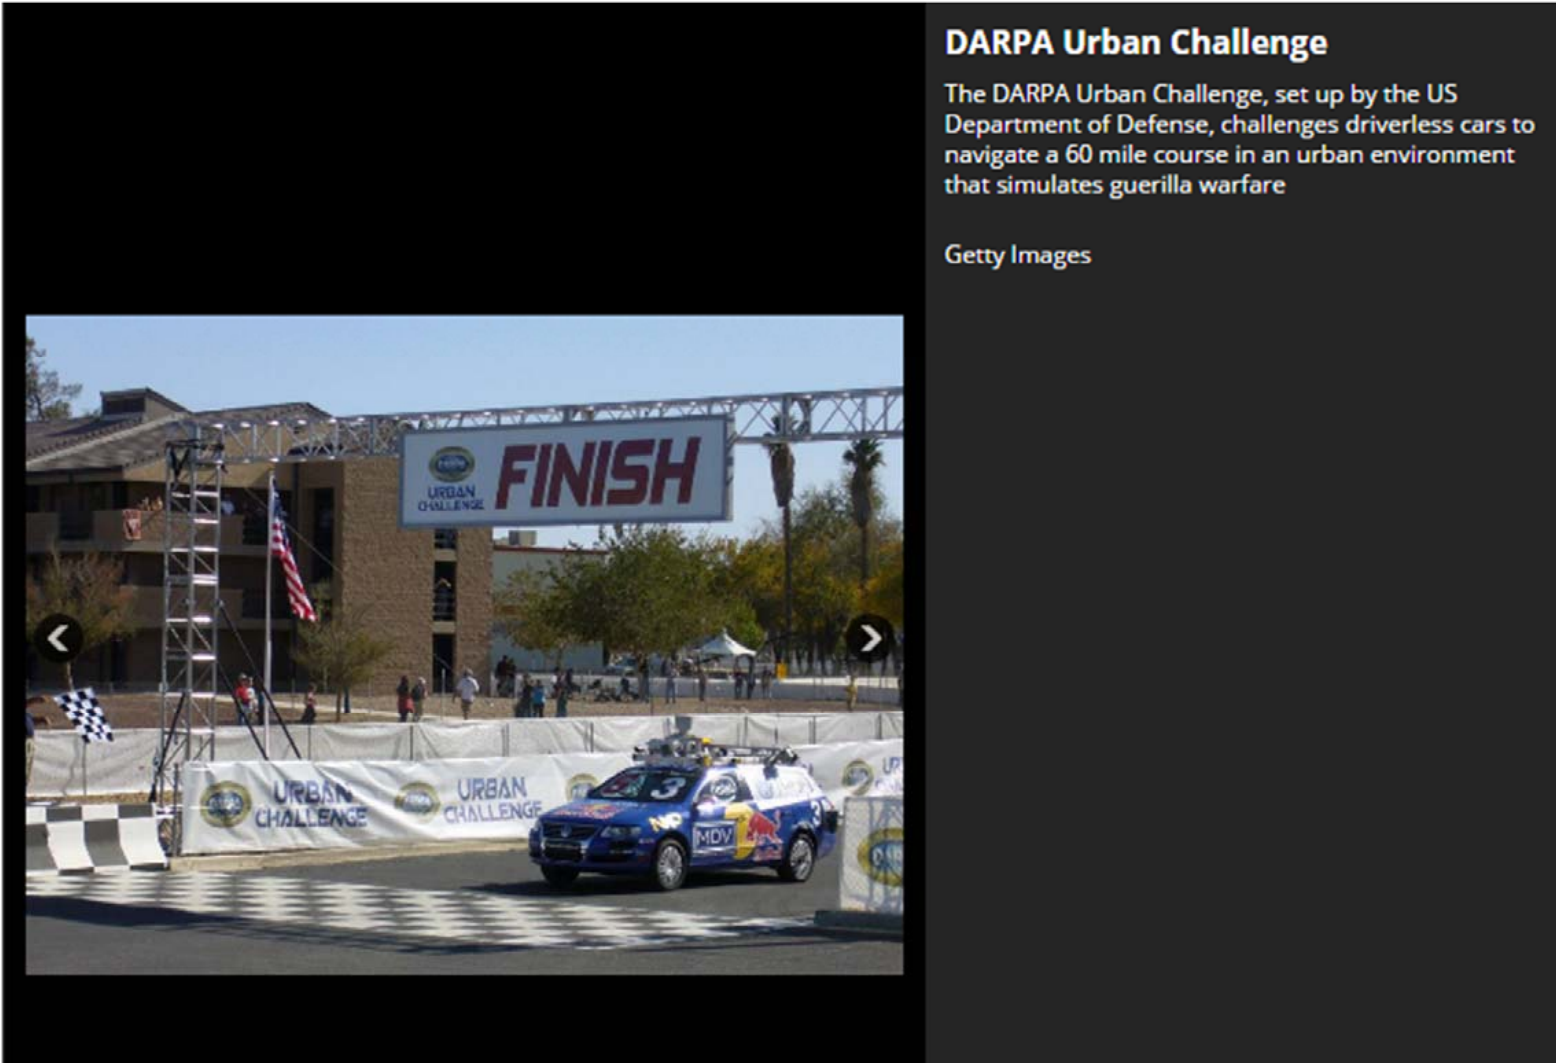 DARPA Urban Challenge
The DARPA Urban Challenge, set up by the US
Department of Defense, challenges driverless cars to
navigate a 60 mile course in an urban environment
that simulates guerilla warfare
Getty Images
FINISH
URBAN
CHALLENGE
URBAN
CHALLENGE
URBAN
CHALLENGE
3
MDV
3